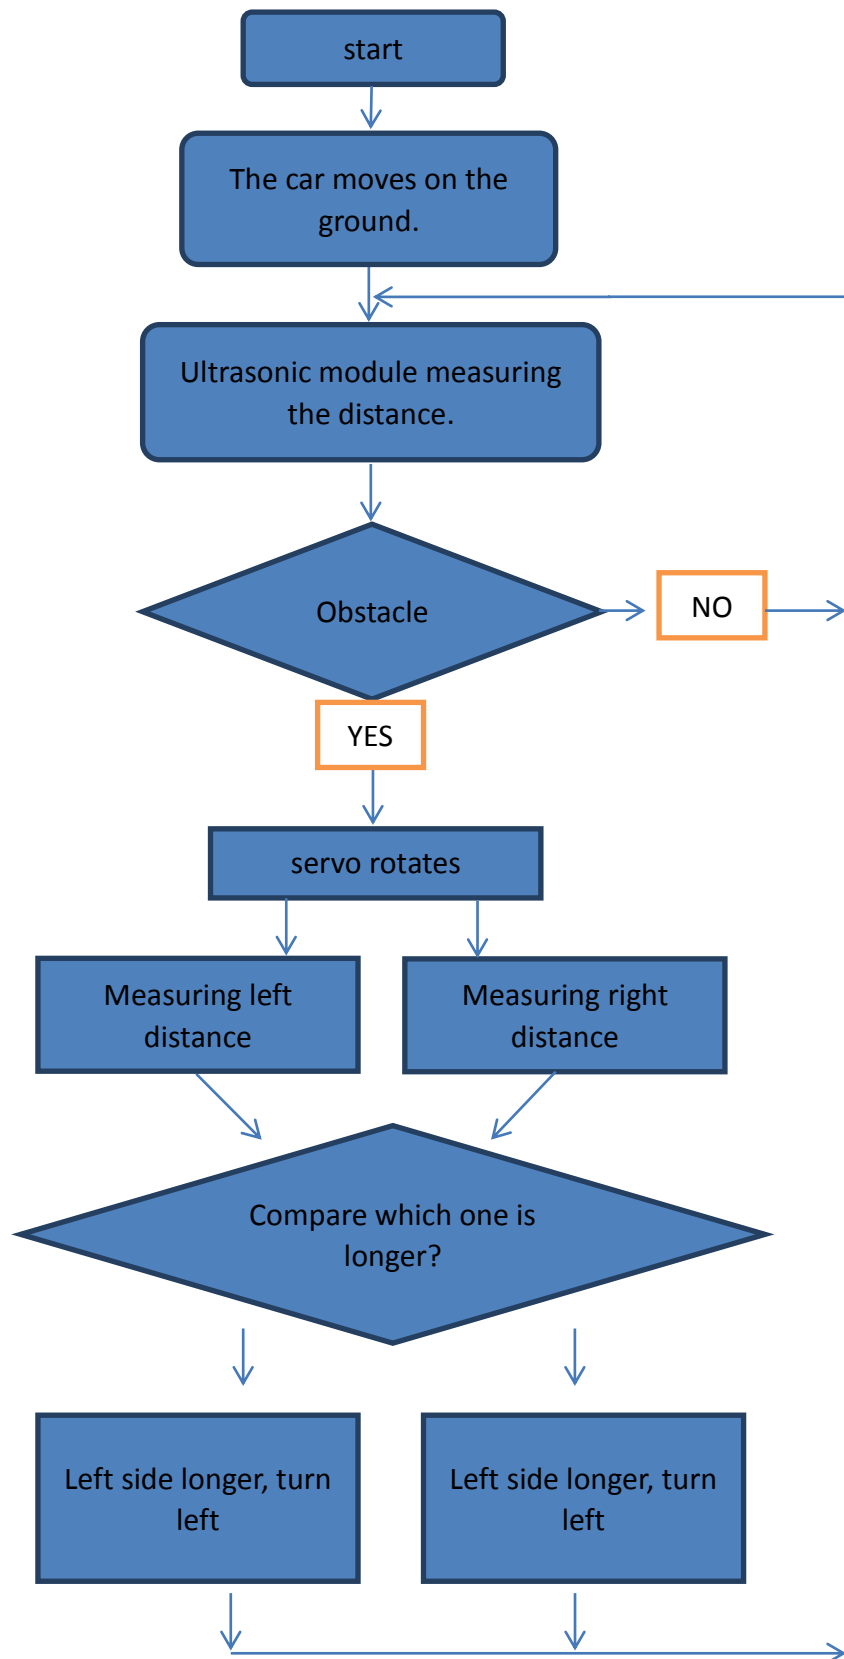 start
The car moves on the
ground.
Ultrasonic module measuring
the distance.
Obstacle
NO
YES
servo rotates
Measuring left
distance
Measuring right
distance
Compare which one is
longer?
Left side longer, turn
left
Left side longer, turn
left